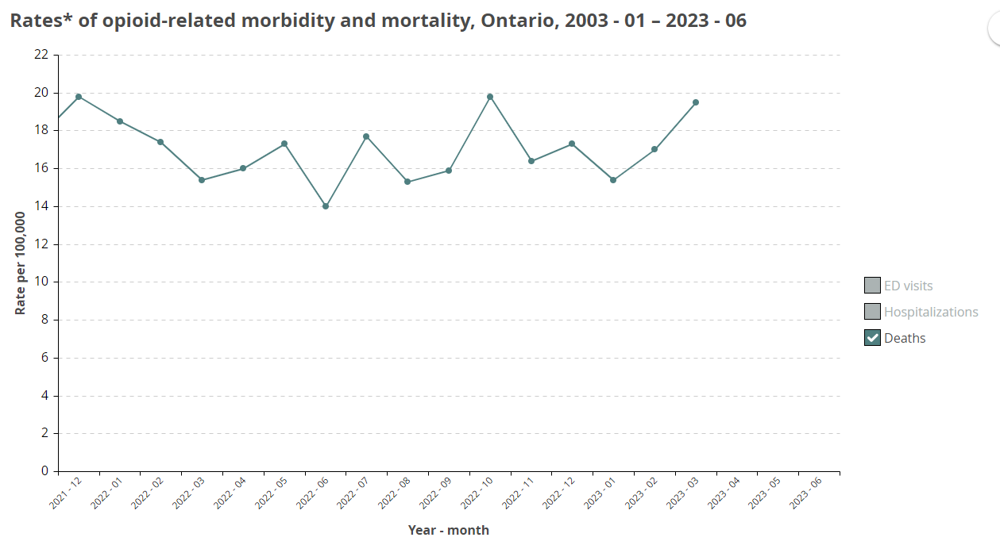 Rates* of opioid-related morbidity and mortality, Ontario, 2003 - 01 – 2023 - 06
22
20
18
16
14
12
10
8
6
4
2
0
Rate per 100,000
2021 - 12
2022 - 01
2022 - 02
2022 - 03
2022 - 04
2022 - 05
2022 - 06
2022 - 07
2022 - 08
2022 - 09
2022 - 10
2022 - 11
2022 - 12
2023 - 01
2023 - 02
2023 - 03
2023 - 04
2023 - 05
2023 - 06
Year - month
ED visits
Hospitalizations
Deaths